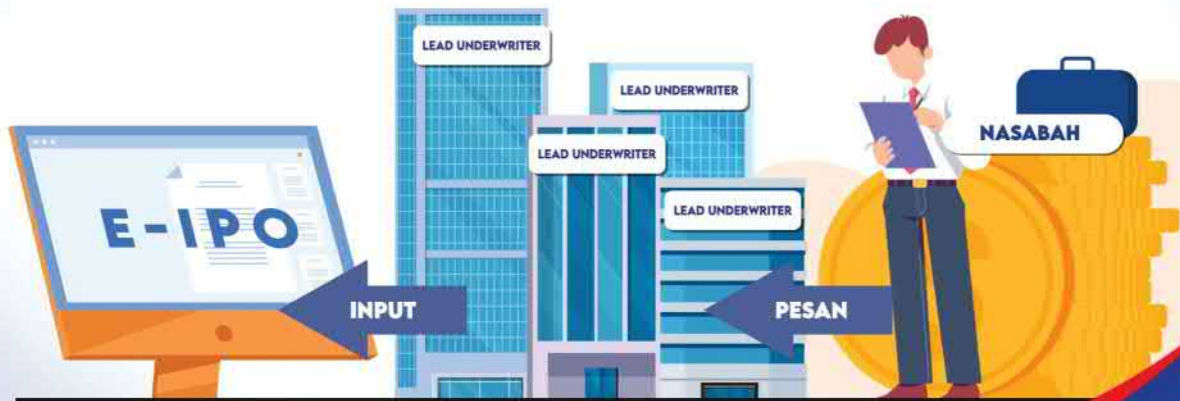 LEAD UNDERWRITER
LEAD UNDERWRITER
LEAD UNDERWRITER
LEAD UNDERWRITER
NASABAH
E-IPO
INPUT
PESAN